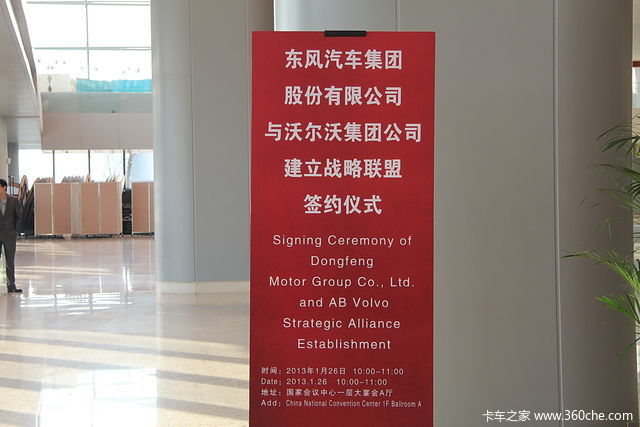 东风汽车集团
股份有限公司
与沃尔沃集团公司
建立战略联盟
签约仪式
Signing Ceremony of
Dongfeng
Motor Group Co., Ltd.
and AB Volvo
Strategic Alliance
Establishment
时间：2013年1月26日 10:00-11:00
Date：2013.1.26 10:00-11:00
地址：国家会议中心一层大宴会A厅
Add：China National Convention Center 1F Ballroom A
卡车之家 www.360che.com